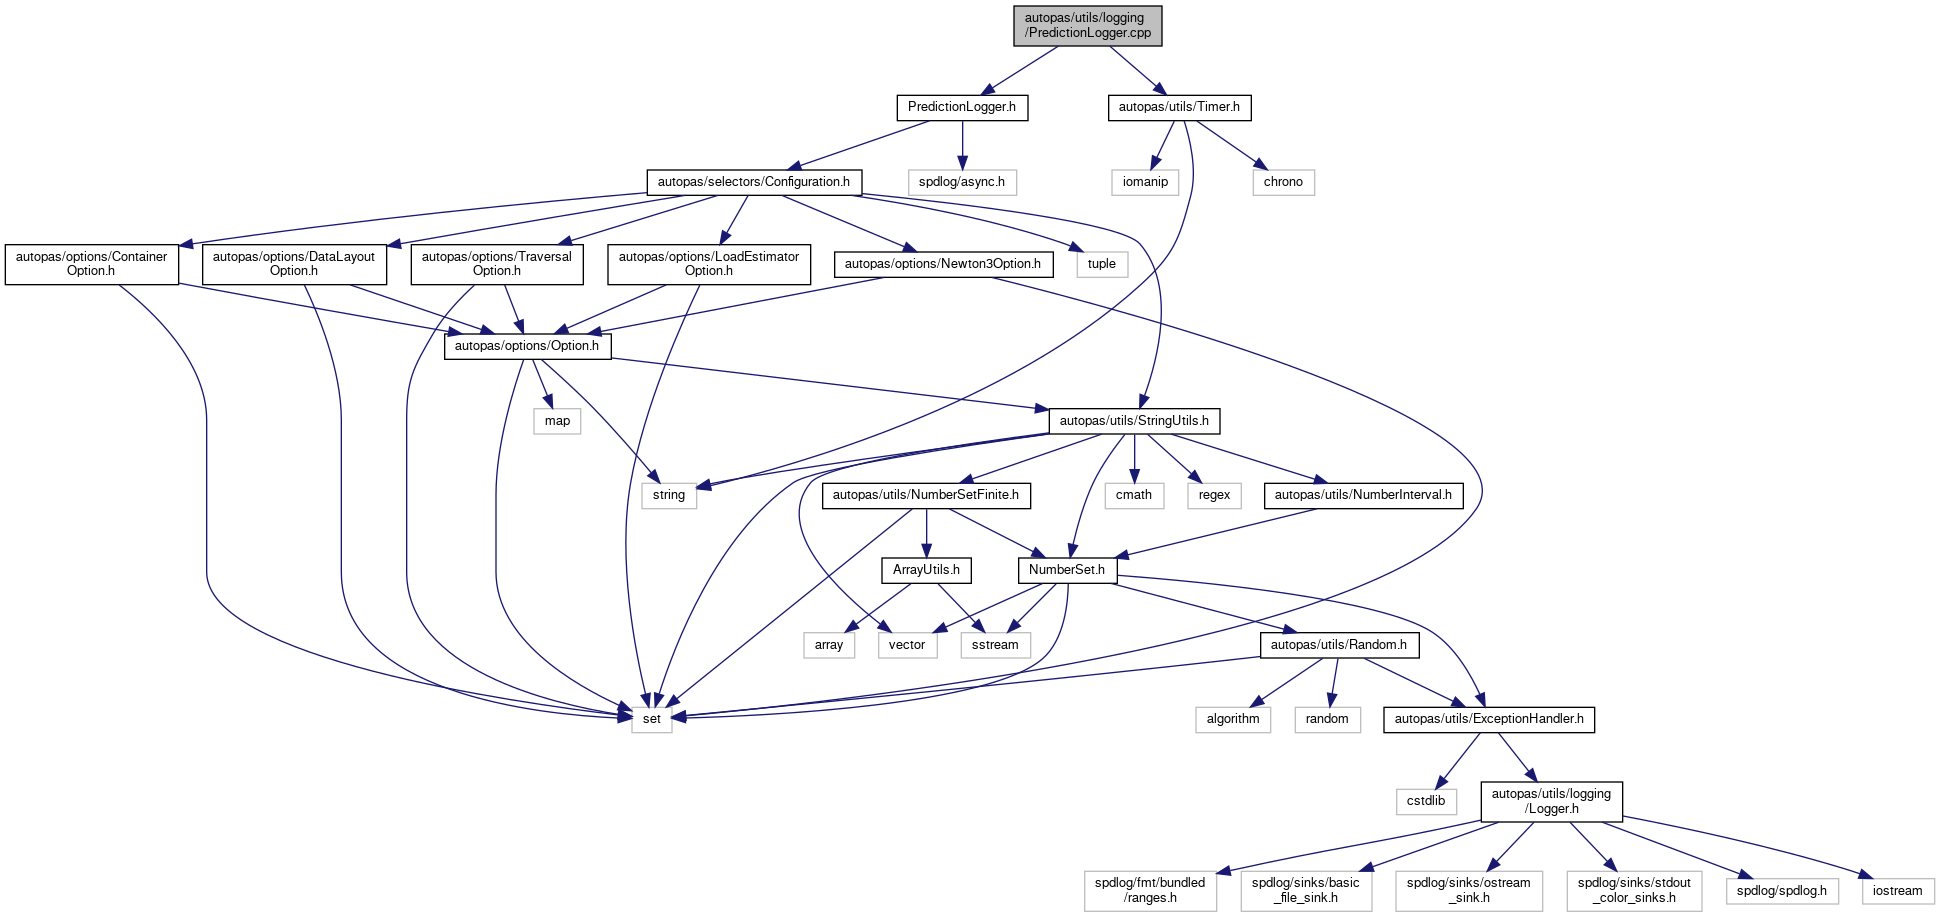 autopas/utils/logging
/PredictionLogger.cpp
PredictionLogger.h
autopas/utils/Timer.h
autopas/selectors/Configuration.h
spdlog/async.h
iomanip
chrono
autopas/options/Container
Option.h
autopas/options/DataLayout
Option.h
autopas/options/Traversal
Option.h
autopas/options/LoadEstimator
Option.h
autopas/options/Newton3Option.h
tuple
autopas/options/Option.h
map
autopas/utils/StringUtils.h
string
autopas/utils/NumberSetFinite.h
cmath
regex
autopas/utils/NumberInterval.h
ArrayUtils.h
NumberSet.h
array
vector
sstream
autopas/utils/Random.h
set
algorithm
random
autopas/utils/ExceptionHandler.h
cstdlib
autopas/utils/logging
/Logger.h
spdlog/fmt/bundled
/ranges.h
spdlog/sinks/basic
_file_sink.h
spdlog/sinks/ostream
_sink.h
spdlog/sinks/stdout
_color_sinks.h
spdlog/spdlog.h
iostream